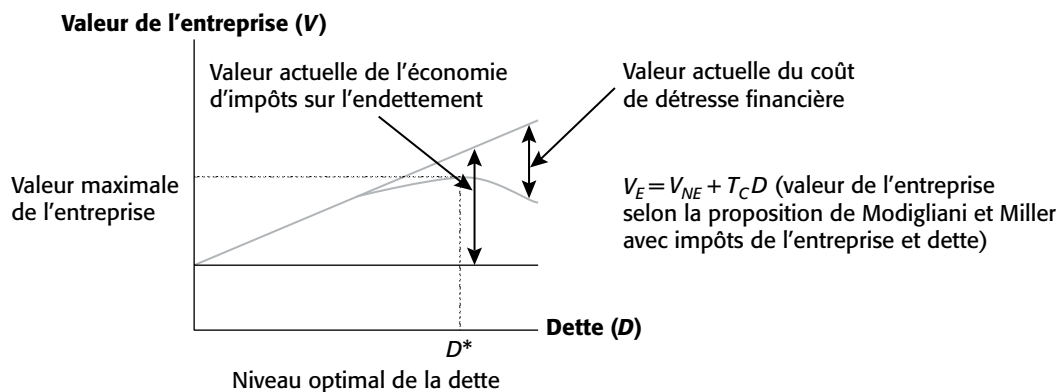 Valeur de l'entreprise (V)
Valeur actuelle de l'économie
d'impôts sur l'endettement
Valeur actuelle du coût
de détresse financière
Valeur maximale
de l'entreprise
V_E = V_NE + T_C D (valeur de l'entreprise
selon la proposition de Modigliani et Miller
avec impôts de l'entreprise et dette)
Dette (D)
D*
Niveau optimal de la dette